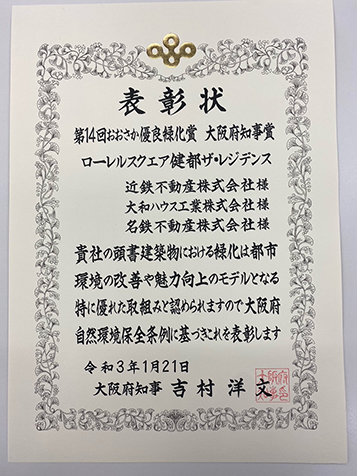 表彰状
第14回おおさか優良緑化賞 大阪府知事賞
ローレルスクエア健都ザ・レジデンス
近鉄不動産株式会社様
大和ハウス工業株式会社様
名鉄不動産株式会社様
貴社の頭書建築物における緑化は都市
環境の改善や魅力向上のモデルとなる
特に優れた取組みと認められますので大阪府
自然環境保全条例に基づきこれを表彰します
令和3年1月21日
大阪府知事 吉村洋文